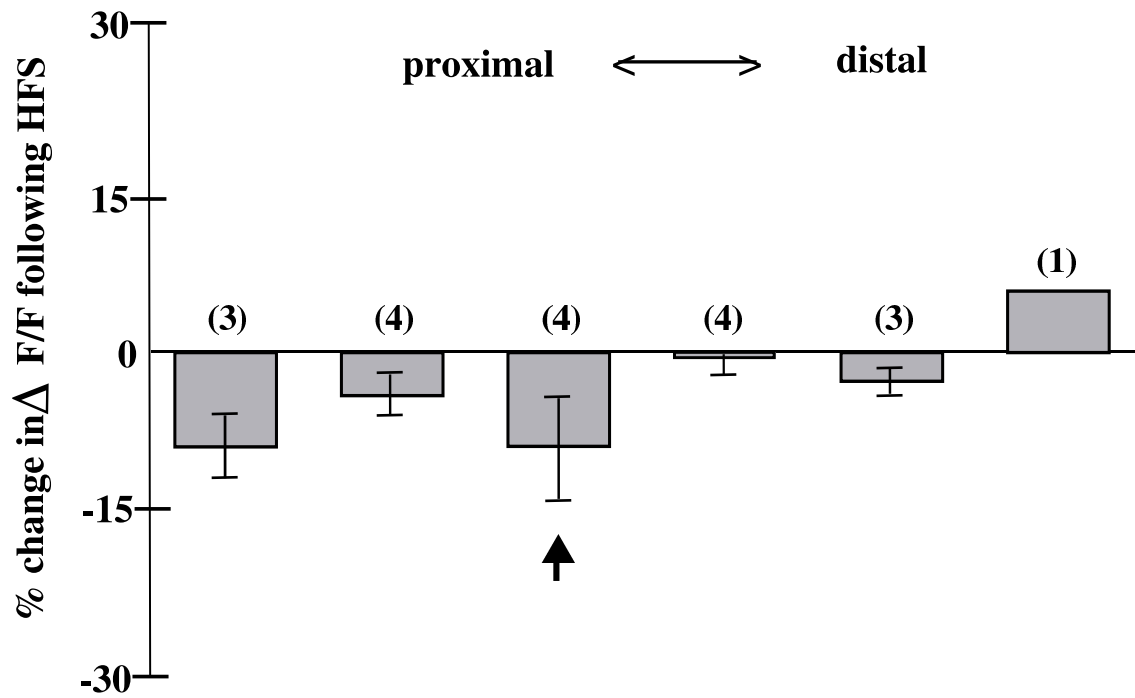 % change in Δ F/F following HFS
30
15
0
-15
-30
proximal distal
(3) (4) (4) (4) (3) (1)